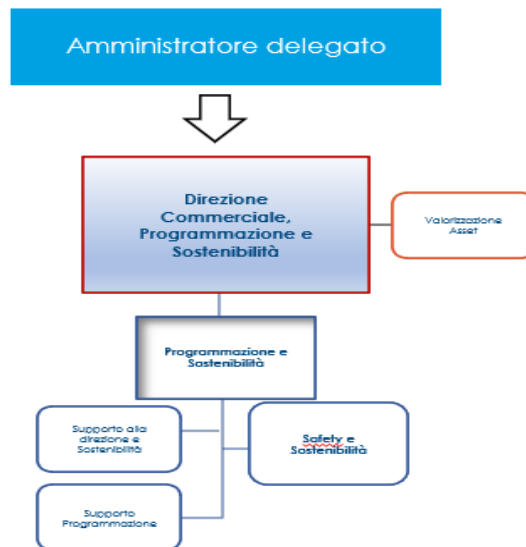 Amministratore delegato
Direzione
Commerciale,
Programmazione e
Sostenibilità
Valorizzazione
Asset
Programmazione e
Sostenibilità
Supporto alla
direzione e
Sostenibilità
Safety e
Sostenibilità
Supporto
Programmazione